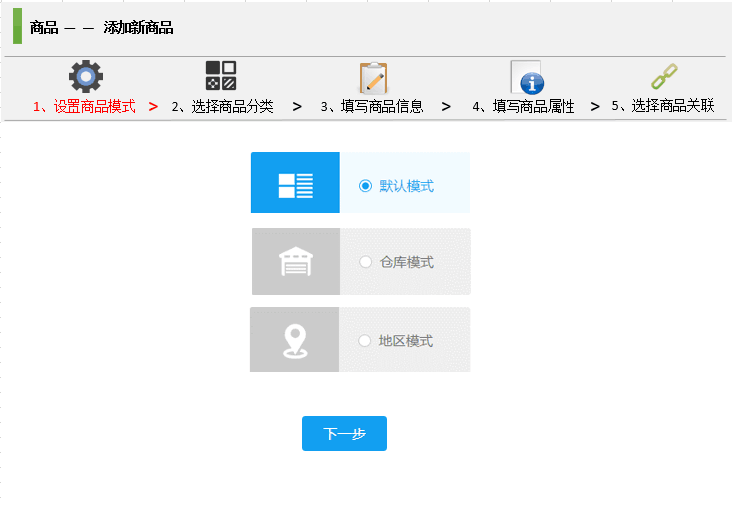 商品 — — 添加新商品
1、设置商品模式 > 2、选择商品分类 > 3、填写商品信息 > 4、填写商品属性 > 5、选择商品关联
默认模式
仓库模式
地区模式
下一步